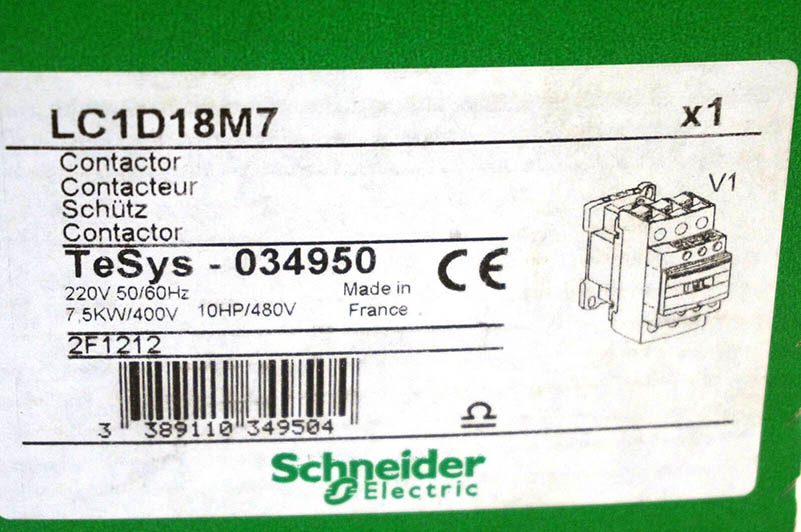 LC1D18M7 x1
Contactor
Contacteur
Schütz
Contactor
V1
TeSys - 034950
CE
220V 50/60Hz
7,5KW/400V 10HP/480V
Made in
France
2F1212
3 389110 349504
Schneider
Electric